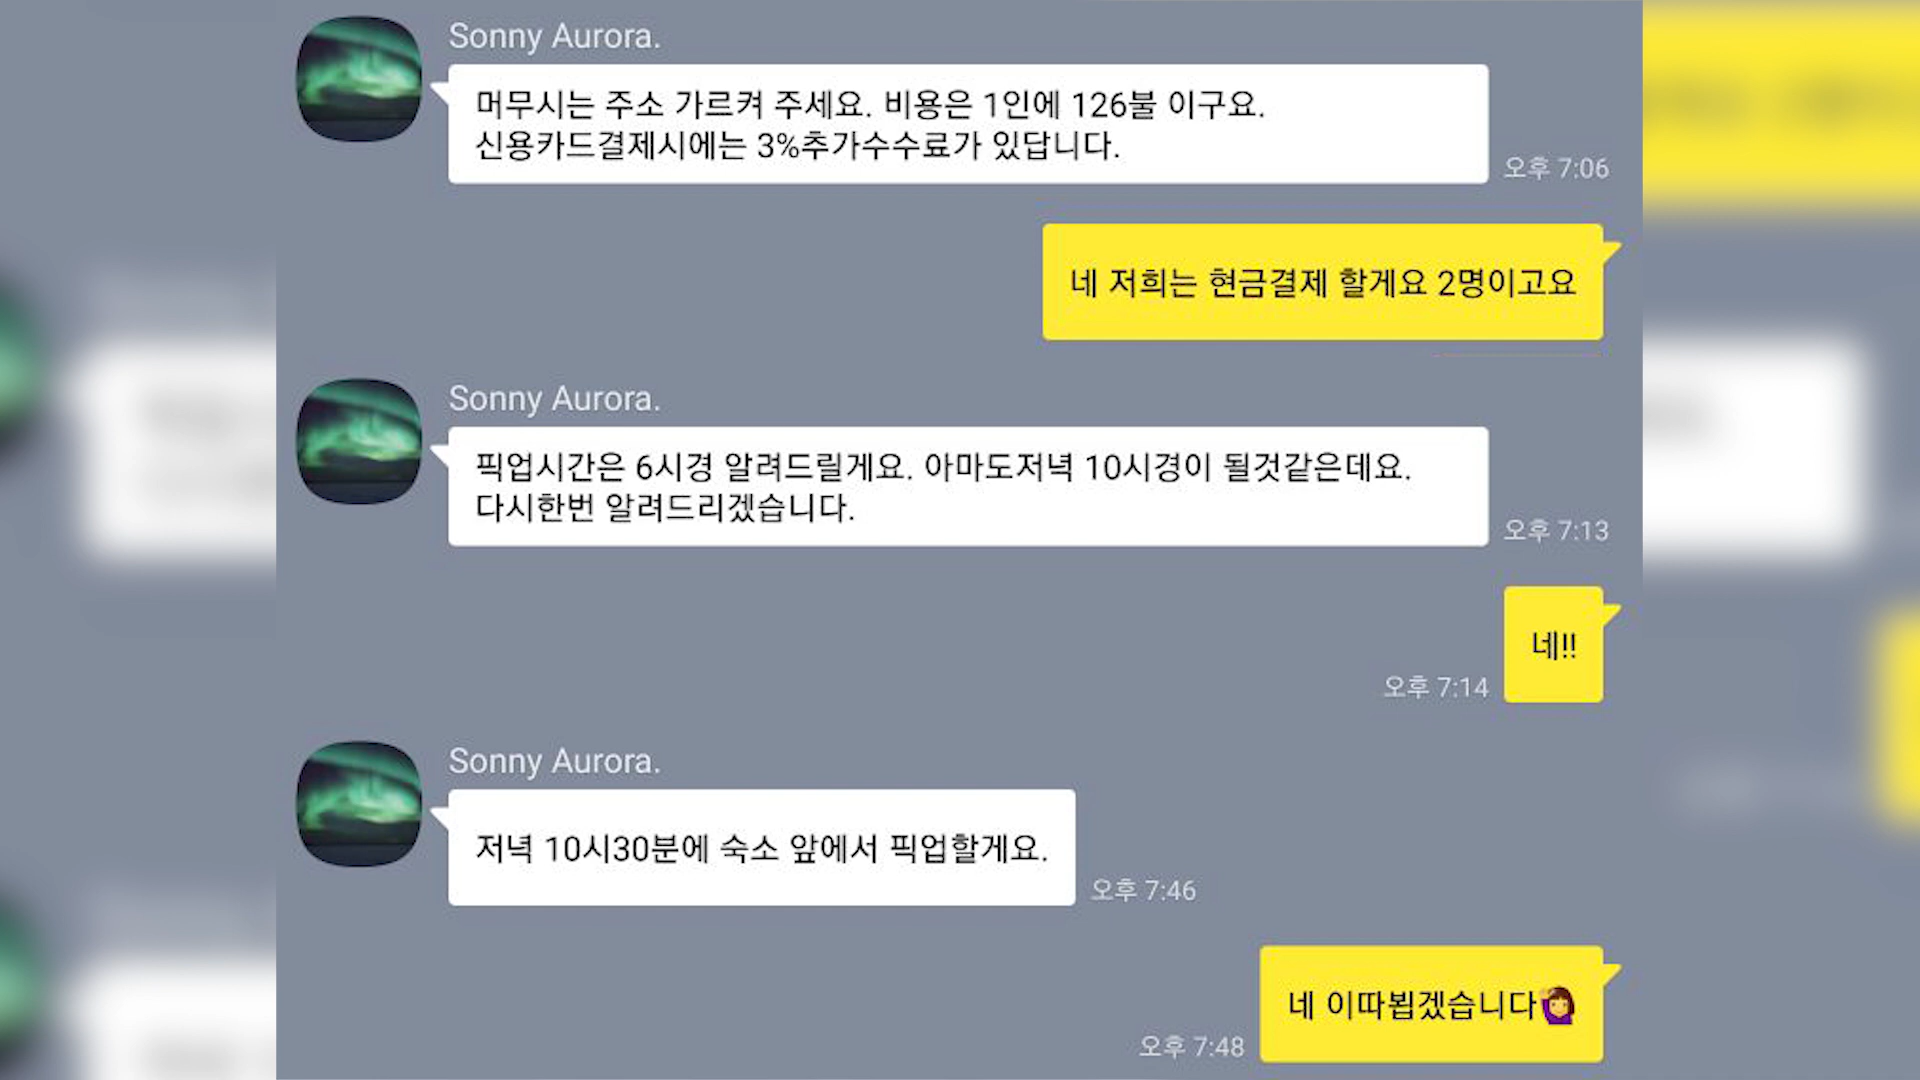 Sonny Aurora.
머무시는 주소 가르켜 주세요. 비용은 1인에 126불 이구요.
신용카드결제시에는 3%추가수수료가 있답니다.
오후 7:06
네 저희는 현금결제 할게요 2명이고요
Sonny Aurora.
픽업시간은 6시경 알려드릴게요. 아마도저녁 10시경이 될것같은데요.
다시한번 알려드리겠습니다.
오후 7:13
네!!
오후 7:14
Sonny Aurora.
저녁 10시30분에 숙소 앞에서 픽업할게요.
오후 7:46
네 이따뵙겠습니다🙋‍♀️
오후 7:48